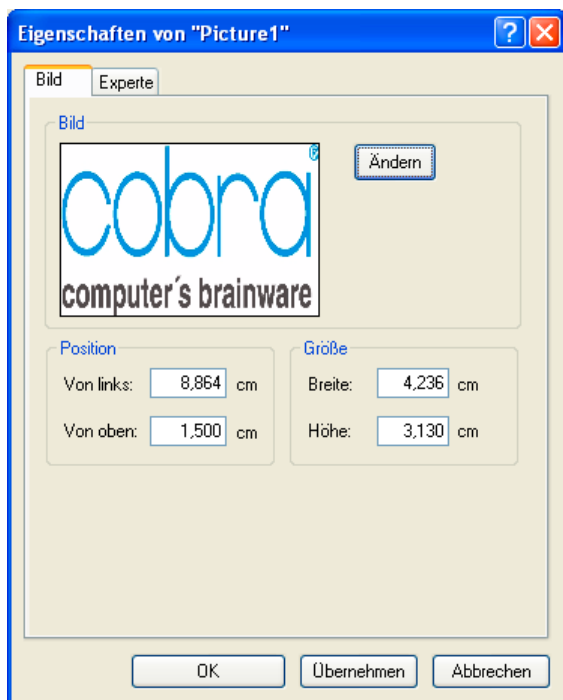 Eigenschaften von "Picture1"
Bild Experte
Bild
cobra®
computer´s brainware
Ändern
Position
Von links: 8,864 cm
Von oben: 1,500 cm
Größe
Breite: 4,236 cm
Höhe: 3,130 cm
OK Übernehmen Abbrechen